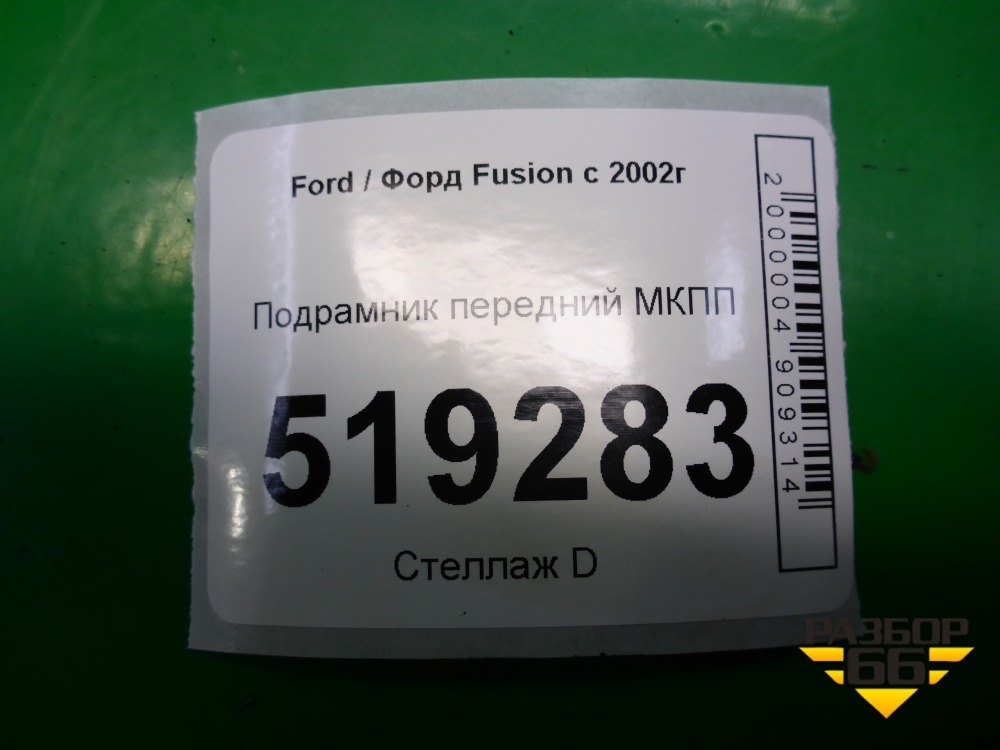 Ford / Форд Fusion с 2002г
Подрамник передний МКПП
519283
Стеллаж D
2000004909314
РАЗБОР
66